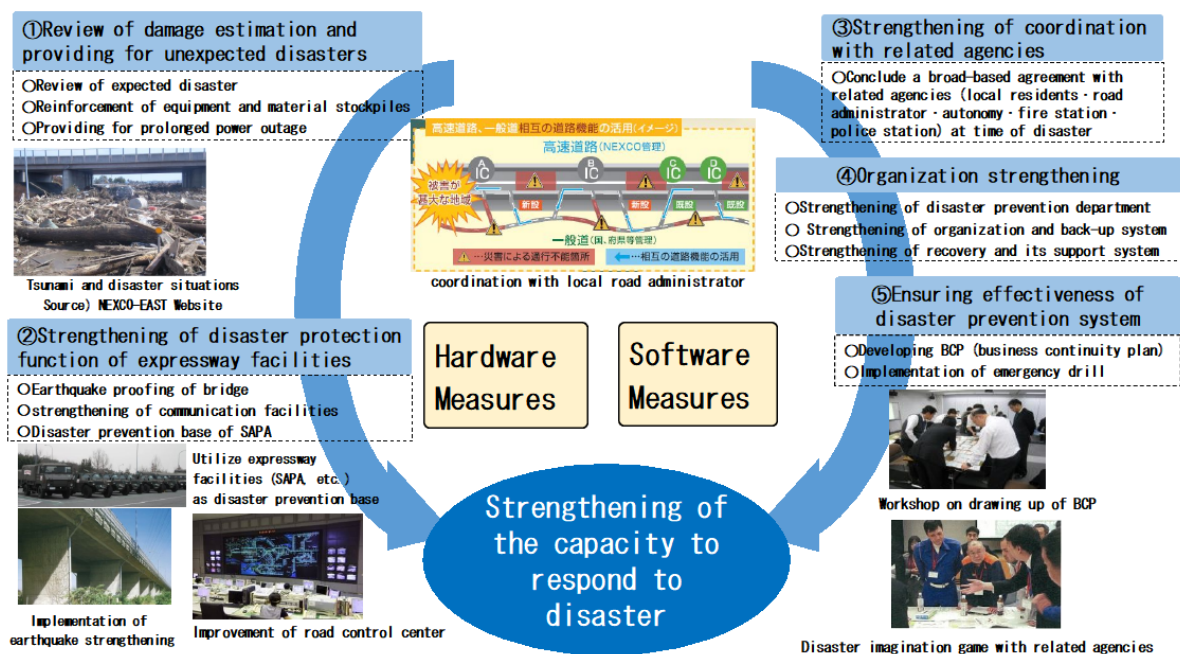 ①Review of damage estimation and
providing for unexpected disasters
○Review of expected disaster
○Reinforcement of equipment and material stockpiles
○Providing for prolonged power outage
Tsunami and disaster situations
Source) NEXCO-EAST Website
②Strengthening of disaster protection
function of expressway facilities
○Earthquake proofing of bridge
○strengthening of communication facilities
○Disaster prevention base of SAPA
Utilize expressway
facilities (SAPA, etc.)
as disaster prevention base
Implementation of
earthquake strengthening
Improvement of road control center
高速道路、一般道相互の道路機能の活用(イメージ)
高速道路(NEXCO管理)
A
IC
B
IC
C
IC
D
IC
被害が
甚大な地域
新設
新設
既設
既設
一般道(国、府県等管理)
…災害による通行不能箇所
…相互の道路機能の活用
coordination with local road administrator
Hardware
Measures
Software
Measures
Strengthening of
the capacity to
respond to
disaster
③Strengthening of coordination
with related agencies
○Conclude a broad-based agreement with
related agencies (local residents・road
administrator・autonomy・fire station・
police station) at time of disaster
④Organization strengthening
○Strengthening of disaster prevention department
○ Strengthening of organization and back-up system
○Strengthening of recovery and its support system
⑤Ensuring effectiveness of
disaster prevention system
○Developing BCP (business continuity plan)
○Implementation of emergency drill
Workshop on drawing up of BCP
Disaster imagination game with related agencies